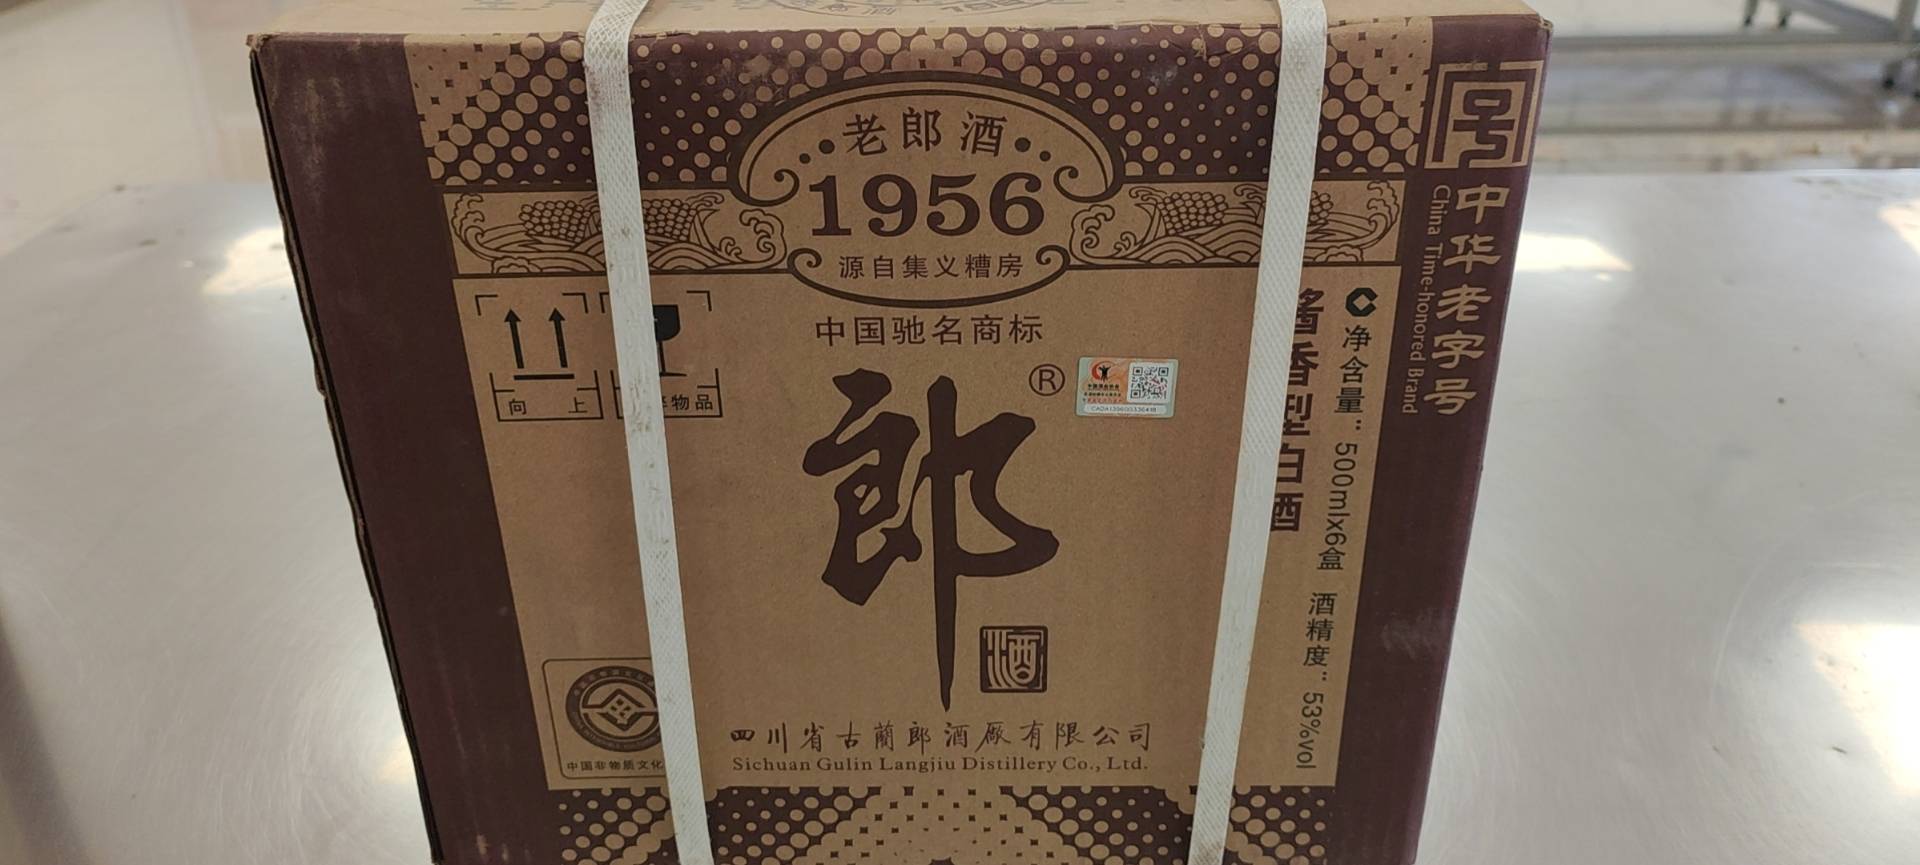 老郎酒
1956
源自集义糟房
中国驰名商标
郎
®
酒
四川省古蔺郎酒厂有限公司
Sichuan Gulin Langjiu Distillery Co., Ltd.
向上
物品
中国非物质文化
酱香型白酒
净含量：500mlx6盒 酒精度：53%vol
号
中华老字号
China Time-honored Brand